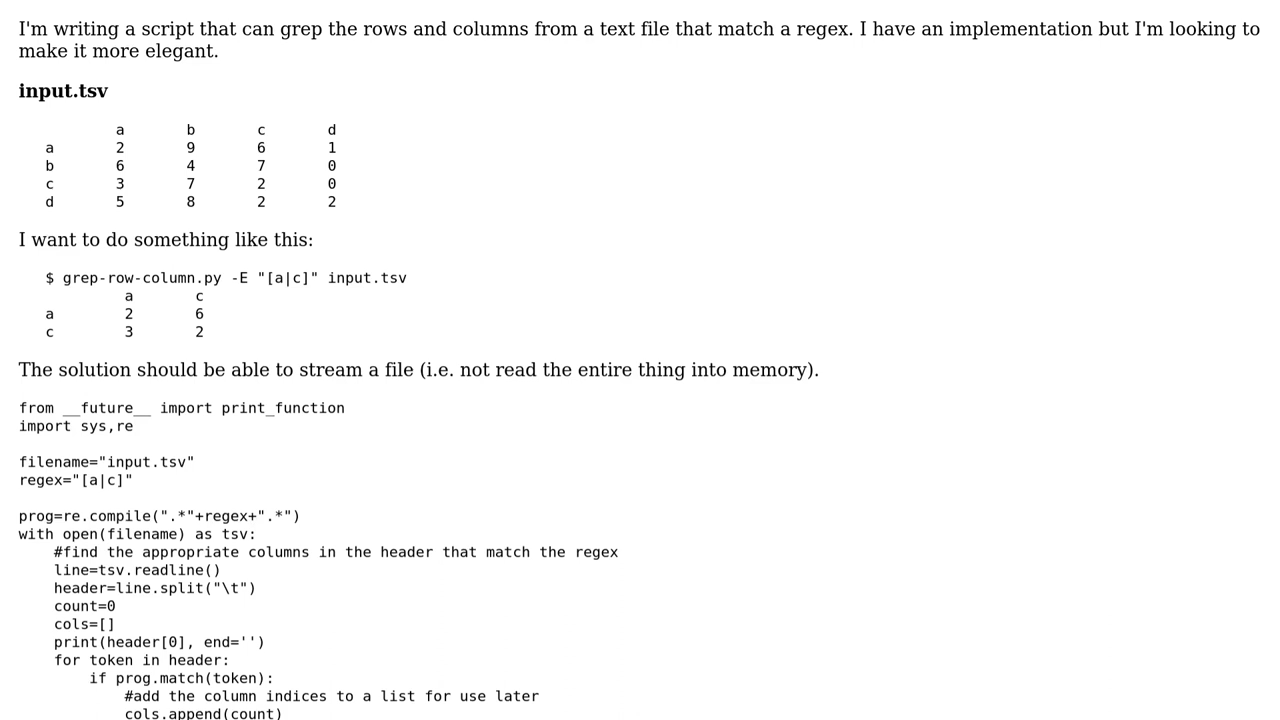 I'm writing a script that can grep the rows and columns from a text file that match a regex. I have an implementation but I'm looking to
make it more elegant.
input.tsv
a b c d
a 2 9 6 1
b 6 4 7 0
c 3 7 2 0
d 5 8 2 2
I want to do something like this:
$ grep-row-column.py -E "[a|c]" input.tsv
a c
a 2 6
c 3 2
The solution should be able to stream a file (i.e. not read the entire thing into memory).
from __future__ import print_function
import sys,re
filename="input.tsv"
regex="[a|c]"
prog=re.compile(".*"+regex+".*")
with open(filename) as tsv:
    #find the appropriate columns in the header that match the regex
    line=tsv.readline()
    header=line.split("\t")
    count=0
    cols=[]
    print(header[0], end='')
    for token in header:
        if prog.match(token):
            #add the column indices to a list for use later
            cols.append(count)